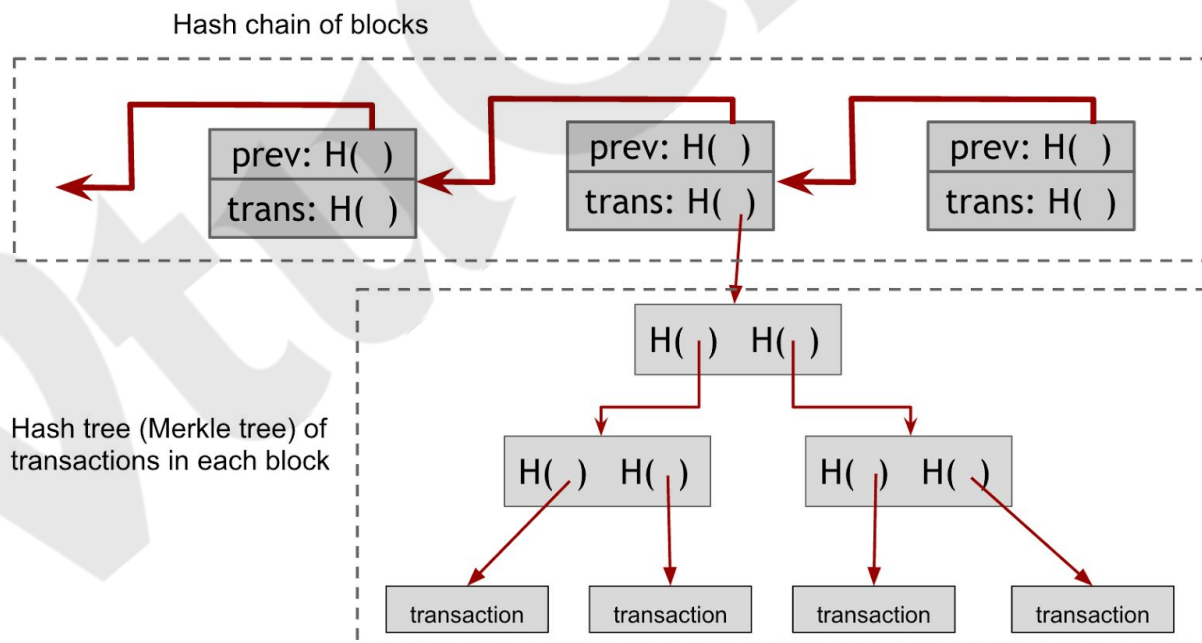 Hash chain of blocks
prev: H( )
trans: H( )
prev: H( )
trans: H( )
prev: H( )
trans: H( )
H( ) H( )
Hash tree (Merkle tree) of
transactions in each block
H( ) H( )
H( ) H( )
transaction
transaction
transaction
transaction